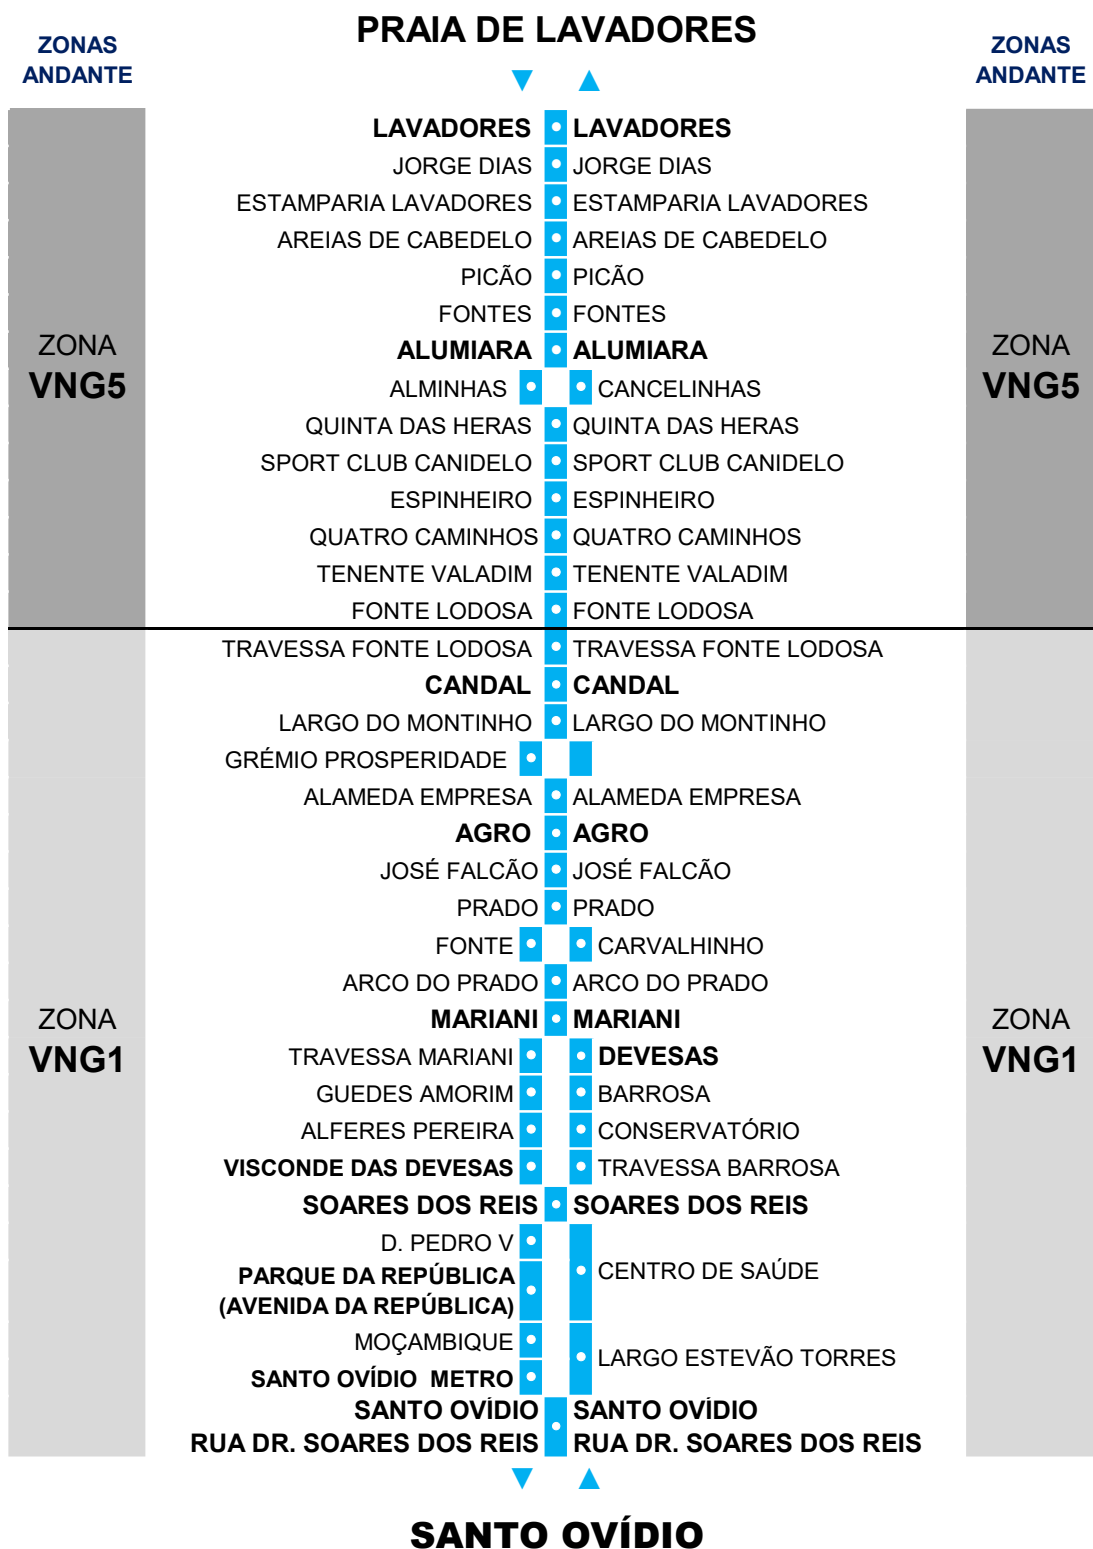 PRAIA DE LAVADORES
ZONAS
ANDANTE
ZONAS
ANDANTE
▼ ▲
LAVADORES LAVADORES
JORGE DIAS JORGE DIAS
ESTAMPARIA LAVADORES ESTAMPARIA LAVADORES
AREIAS DE CABEDELO AREIAS DE CABEDELO
PICÃO PICÃO
FONTES FONTES
ZONA
VNG5
ALUMIARA ALUMIARA
ZONA
VNG5
ALMINHAS CANCELINHAS
QUINTA DAS HERAS QUINTA DAS HERAS
SPORT CLUB CANIDELO SPORT CLUB CANIDELO
ESPINHEIRO ESPINHEIRO
QUATRO CAMINHOS QUATRO CAMINHOS
TENENTE VALADIM TENENTE VALADIM
FONTE LODOSA FONTE LODOSA
TRAVESSA FONTE LODOSA TRAVESSA FONTE LODOSA
CANDAL CANDAL
LARGO DO MONTINHO LARGO DO MONTINHO
GRÉMIO PROSPERIDADE
ALAMEDA EMPRESA ALAMEDA EMPRESA
AGRO AGRO
JOSÉ FALCÃO JOSÉ FALCÃO
PRADO PRADO
FONTE CARVALHINHO
ARCO DO PRADO ARCO DO PRADO
ZONA
VNG1
MARIANI MARIANI
ZONA
VNG1
TRAVESSA MARIANI DEVESAS
GUEDES AMORIM BARROSA
ALFERES PEREIRA CONSERVATÓRIO
VISCONDE DAS DEVESAS TRAVESSA BARROSA
SOARES DOS REIS SOARES DOS REIS
D. PEDRO V
PARQUE DA REPÚBLICA
(AVENIDA DA REPÚBLICA)
CENTRO DE SAÚDE
MOÇAMBIQUE
SANTO OVÍDIO METRO
LARGO ESTEVÃO TORRES
SANTO OVÍDIO SANTO OVÍDIO
RUA DR. SOARES DOS REIS RUA DR. SOARES DOS REIS
▼ ▲
SANTO OVÍDIO